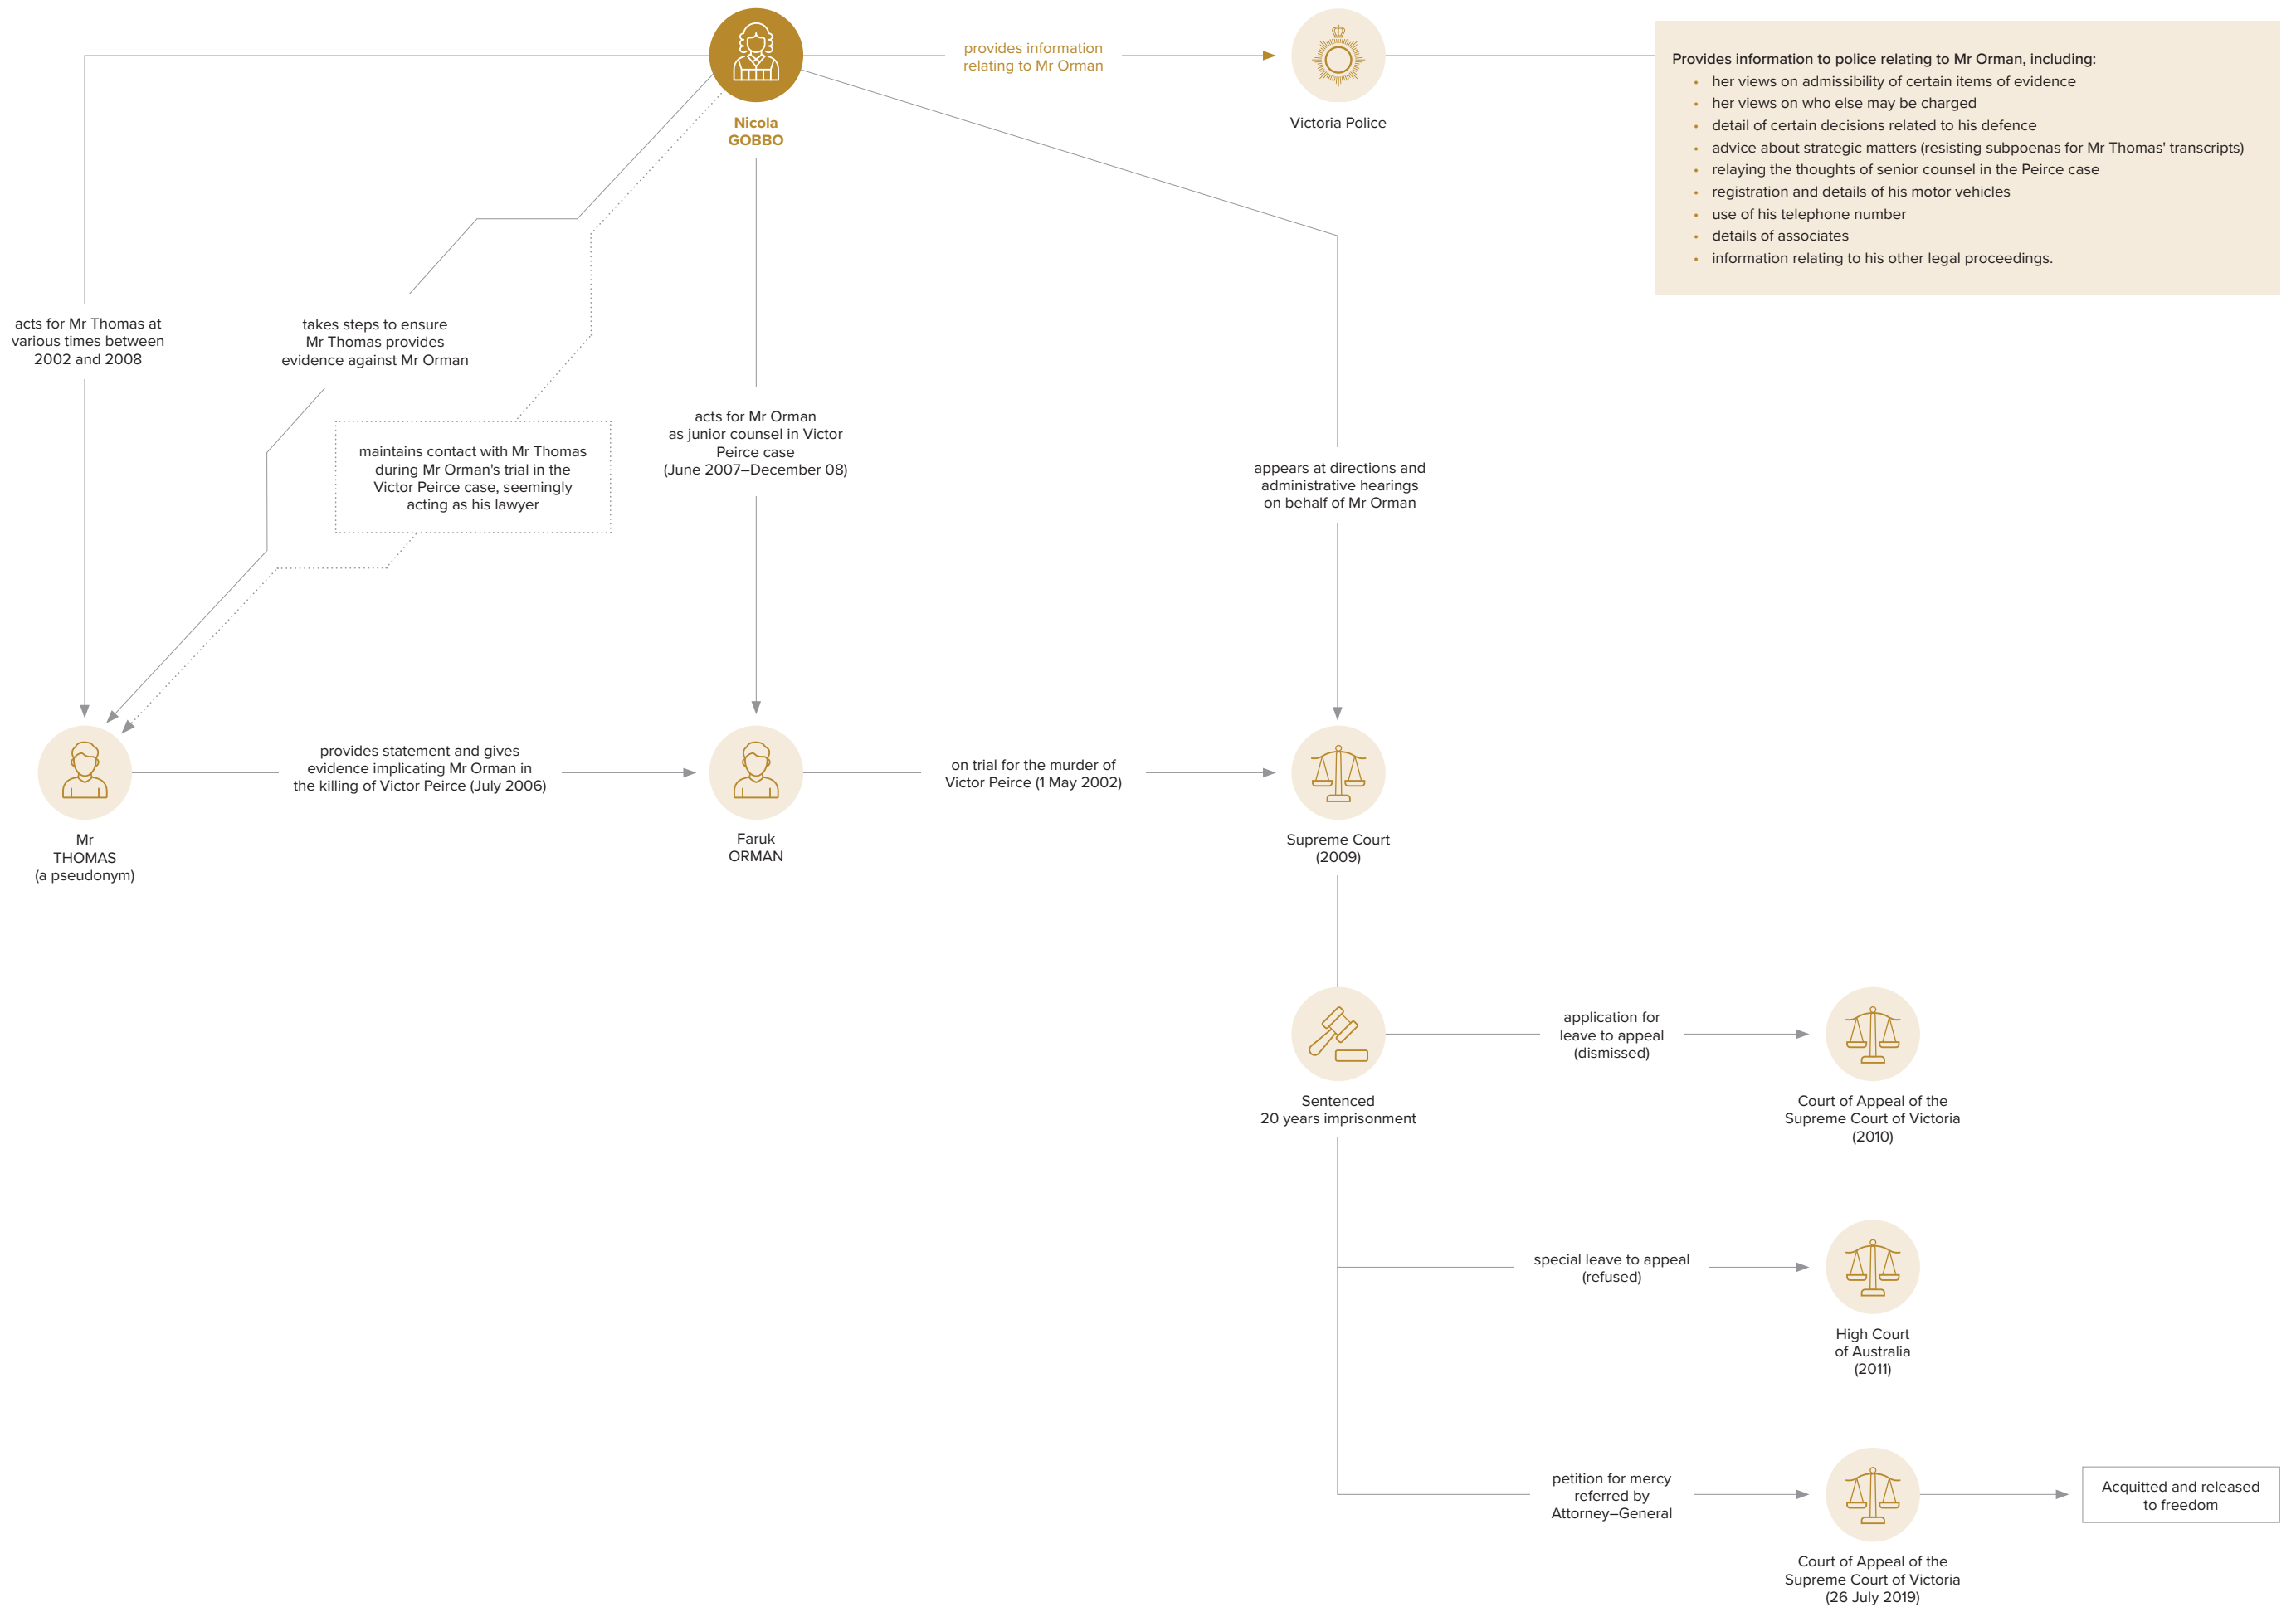 provides information
relating to Mr Orman
Nicola
GOBBO
Victoria Police
Provides information to police relating to Mr Orman, including:
• her views on admissibility of certain items of evidence
• her views on who else may be charged
• detail of certain decisions related to his defence
• advice about strategic matters (resisting subpoenas for Mr Thomas' transcripts)
• relaying the thoughts of senior counsel in the Peirce case
• registration and details of his motor vehicles
• use of his telephone number
• details of associates
• information relating to his other legal proceedings.
acts for Mr Thomas at
various times between
2002 and 2008
takes steps to ensure
Mr Thomas provides
evidence against Mr Orman
maintains contact with Mr Thomas
during Mr Orman's trial in the
Victor Peirce case, seemingly
acting as his lawyer
acts for Mr Orman
as junior counsel in Victor
Peirce case
(June 2007–December 08)
appears at directions and
administrative hearings
on behalf of Mr Orman
provides statement and gives
evidence implicating Mr Orman in
the killing of Victor Peirce (July 2006)
on trial for the murder of
Victor Peirce (1 May 2002)
Mr
THOMAS
(a pseudonym)
Faruk
ORMAN
Supreme Court
(2009)
application for
leave to appeal
(dismissed)
Sentenced
20 years imprisonment
Court of Appeal of the
Supreme Court of Victoria
(2010)
special leave to appeal
(refused)
High Court
of Australia
(2011)
petition for mercy
referred by
Attorney–General
Acquitted and released
to freedom
Court of Appeal of the
Supreme Court of Victoria
(26 July 2019)